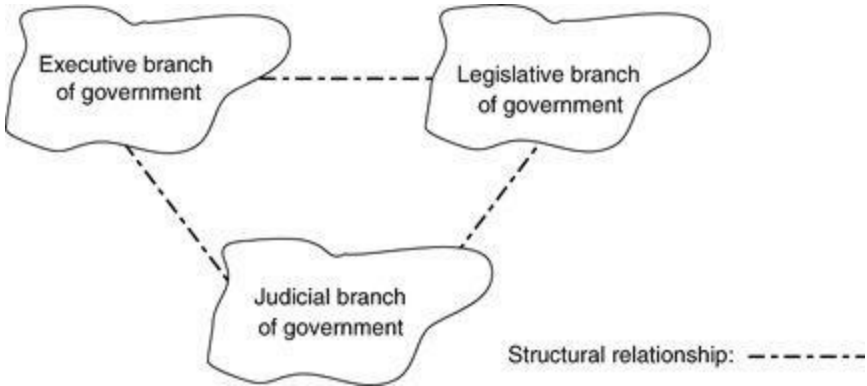 Executive branch
of government
Legislative branch
of government
Judicial branch
of government
Structural relationship: